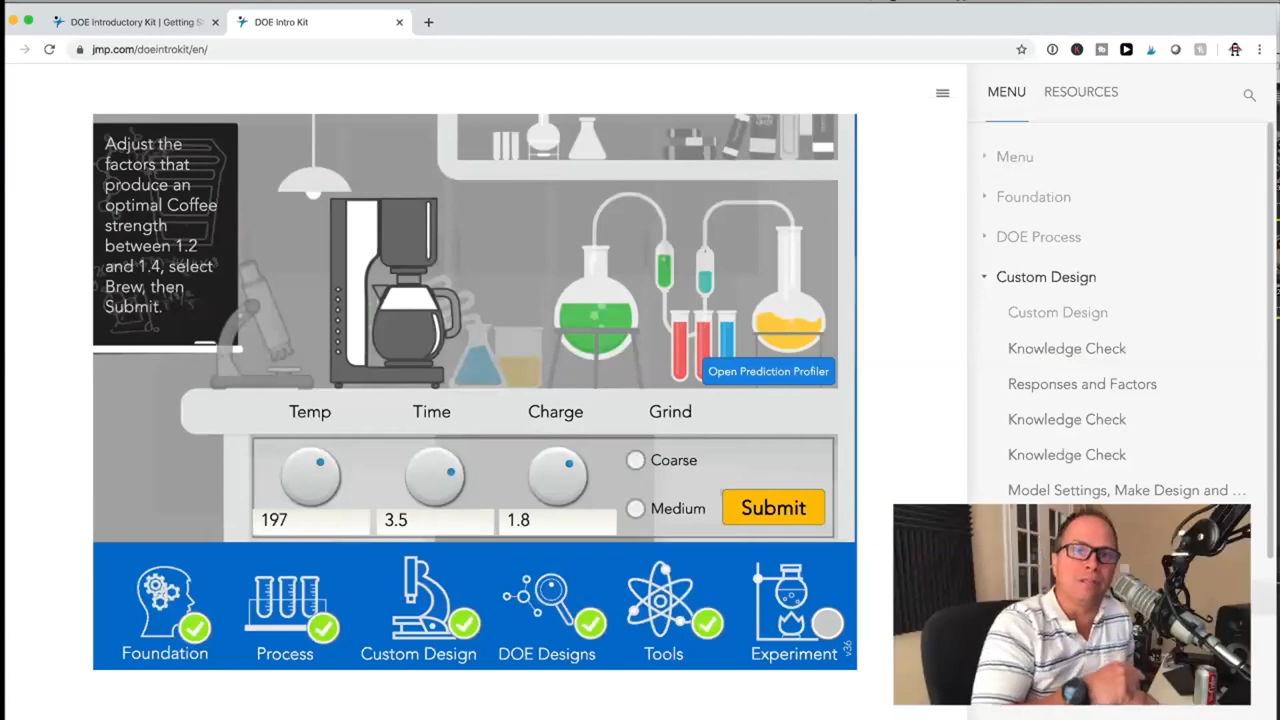 DOE Introductory Kit | Getting S
DOE Intro Kit
jmp.com/doeintrokit/en/
MENU
RESOURCES
Menu
Foundation
DOE Process
Custom Design
Custom Design
Knowledge Check
Responses and Factors
Knowledge Check
Knowledge Check
Model Settings, Make Design and ...
Adjust the
factors that
produce an
optimal Coffee
strength
between 1.2
and 1.4, select
Brew, then
Submit.
Open Prediction Profiler
Temp
Time
Charge
Grind
Coarse
Medium
197
3.5
1.8
Submit
Foundation
Process
Custom Design
DOE Designs
Tools
Experiment
v36